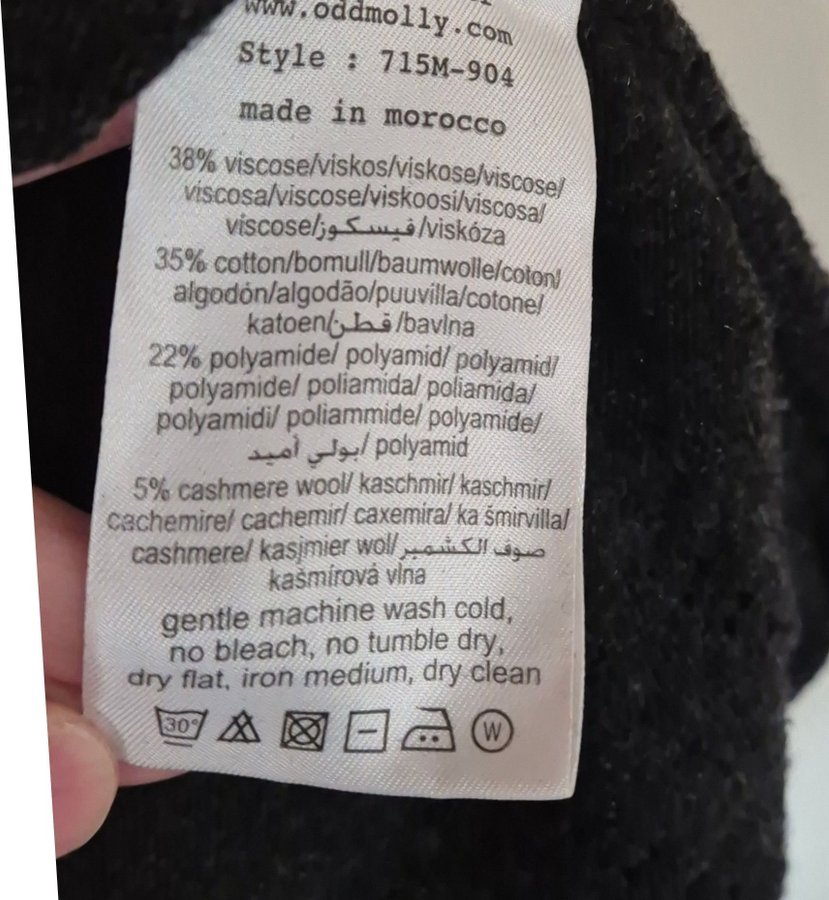 www.oddmolly.com
Style : 715M-904
made in morocco
38% viscose/viskos/viskose/viscose/
viscosa/viscose/viskoosi/viscosa/
viscose/فيسكوز/viskóza
35% cotton/bomull/baumwolle/coton/
algodón/algodão/puuvilla/cotone/
katoen/قطن/bavlna
22% polyamide/ polyamid/ polyamid/
polyamide/ poliamida/ poliamida/
polyamidi/ poliammide/ polyamide/
بولي أميد/ polyamid
5% cashmere wool/ kaschmir/ kaschmir/
cachemire/ cachemir/ caxemira/ ka šmirvilla/
cashmere/ kasjmier wol/صوف الكشمير
kašmírová vlna
gentle machine wash cold,
no bleach, no tumble dry,
dry flat, iron medium, dry clean
30° W